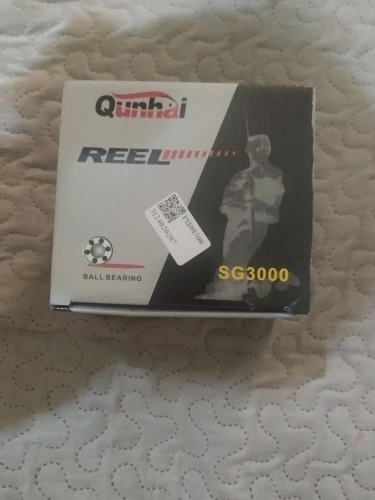 Qunhai
REEL
BALL BEARING
SG3000